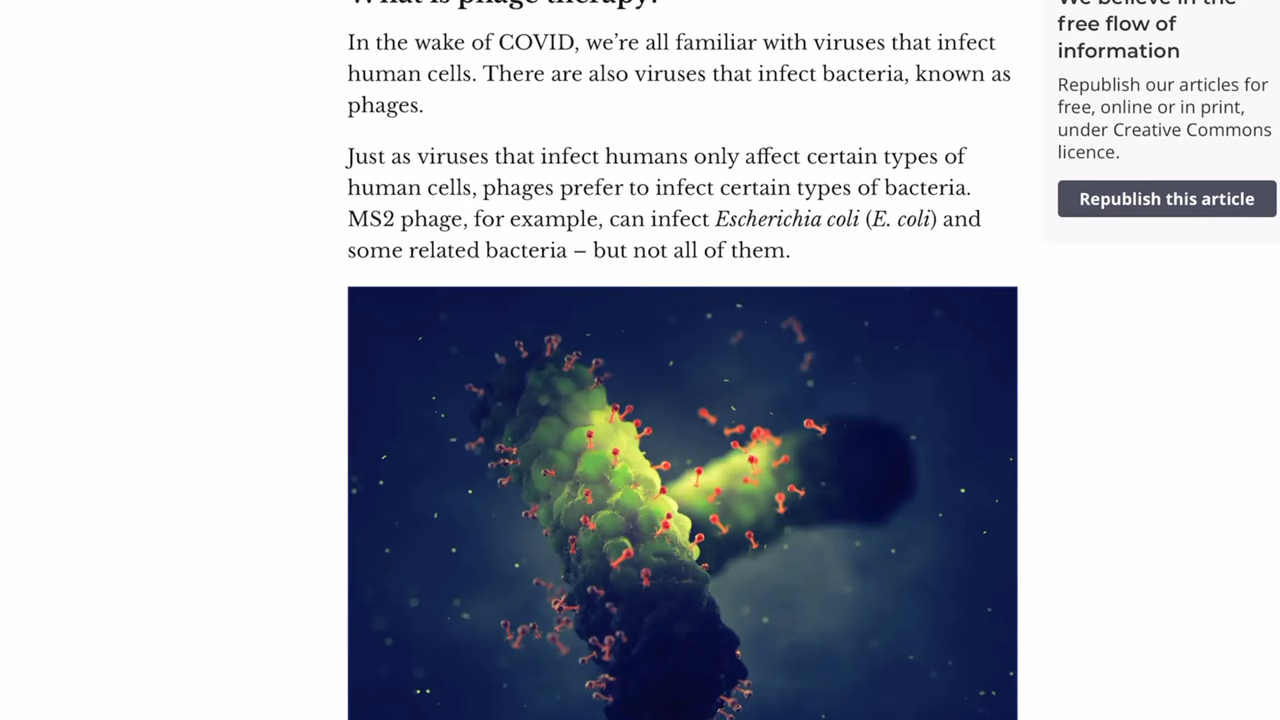 What is phage therapy?
In the wake of COVID, we’re all familiar with viruses that infect
human cells. There are also viruses that infect bacteria, known as
phages.
Just as viruses that infect humans only affect certain types of
human cells, phages prefer to infect certain types of bacteria.
MS2 phage, for example, can infect Escherichia coli (E. coli) and
some related bacteria – but not all of them.
We believe in the
free flow of
information
Republish our articles for
free, online or in print,
under Creative Commons
licence.
Republish this article